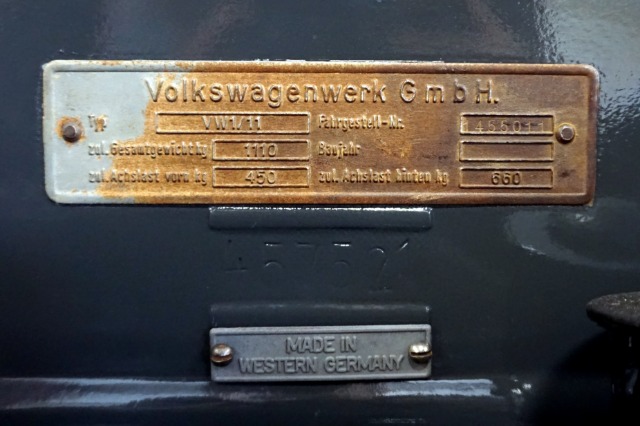 Volkswagenwerk GmbH.
Typ VW1/11 Fahrgestell-Nr.
zul. Gesamtgewicht kg 1110 Baujahr
zul. Achslast vorn kg 450 zul. Achslast hinten kg 660
MADE IN
WESTERN GERMANY